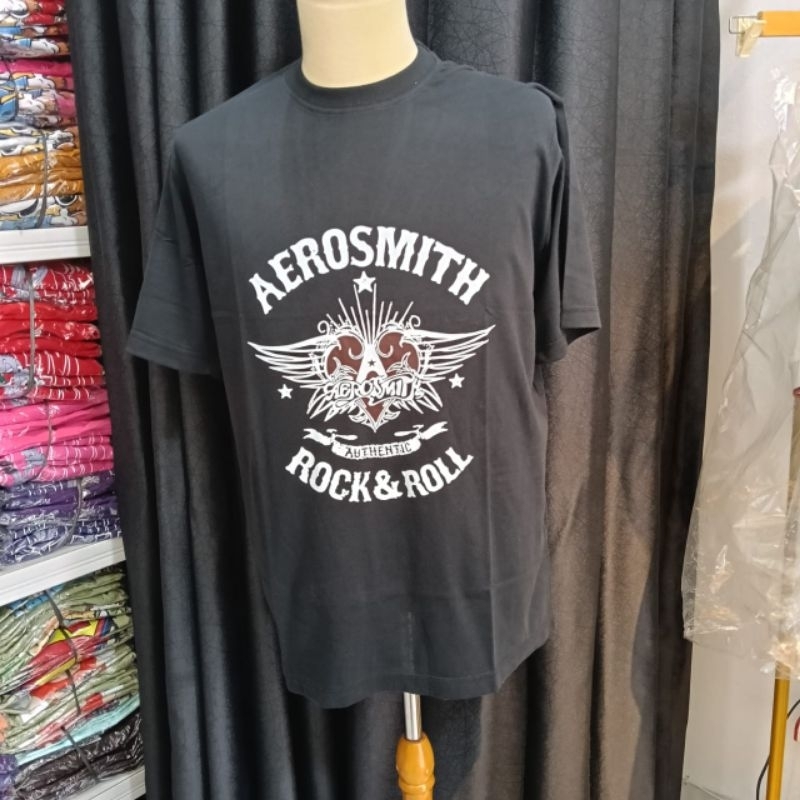 AEROSMITH
A
AEROSMITH
AUTHENTIC
ROCK&ROLL